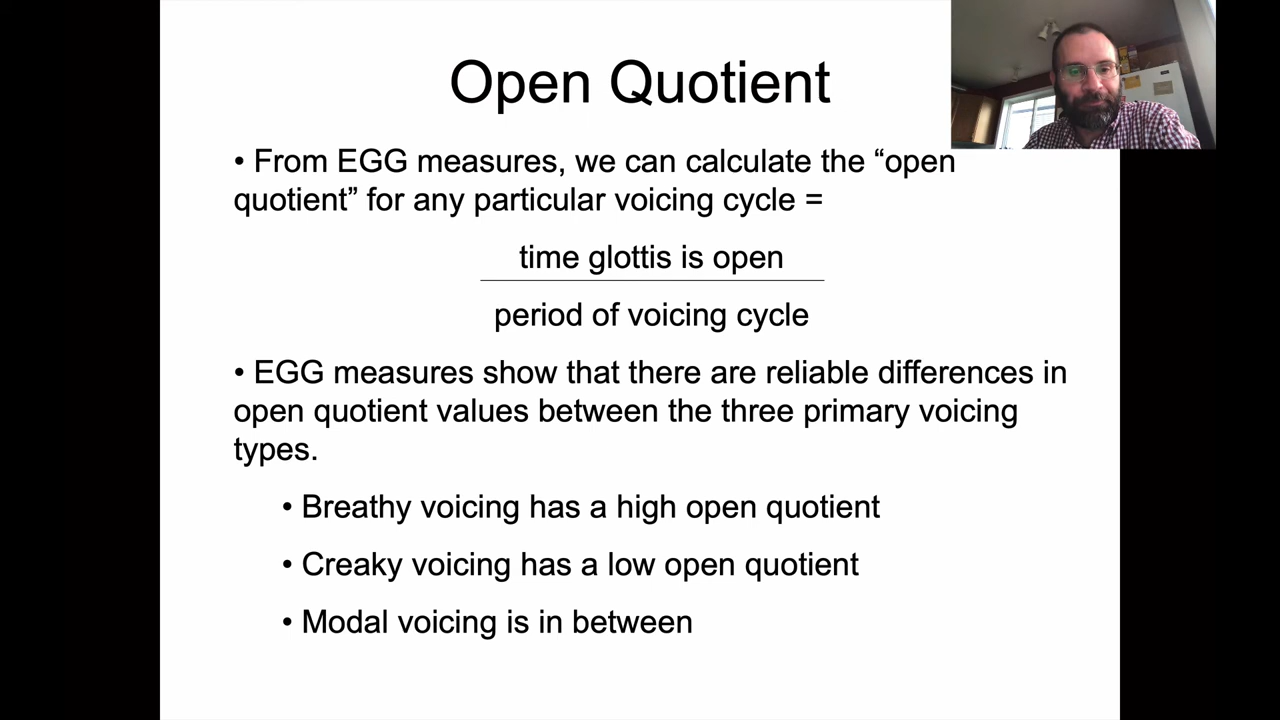 Open Quotient
• From EGG measures, we can calculate the “open
quotient” for any particular voicing cycle =
time glottis is open
period of voicing cycle
• EGG measures show that there are reliable differences in
open quotient values between the three primary voicing
types.
• Breathy voicing has a high open quotient
• Creaky voicing has a low open quotient
• Modal voicing is in between